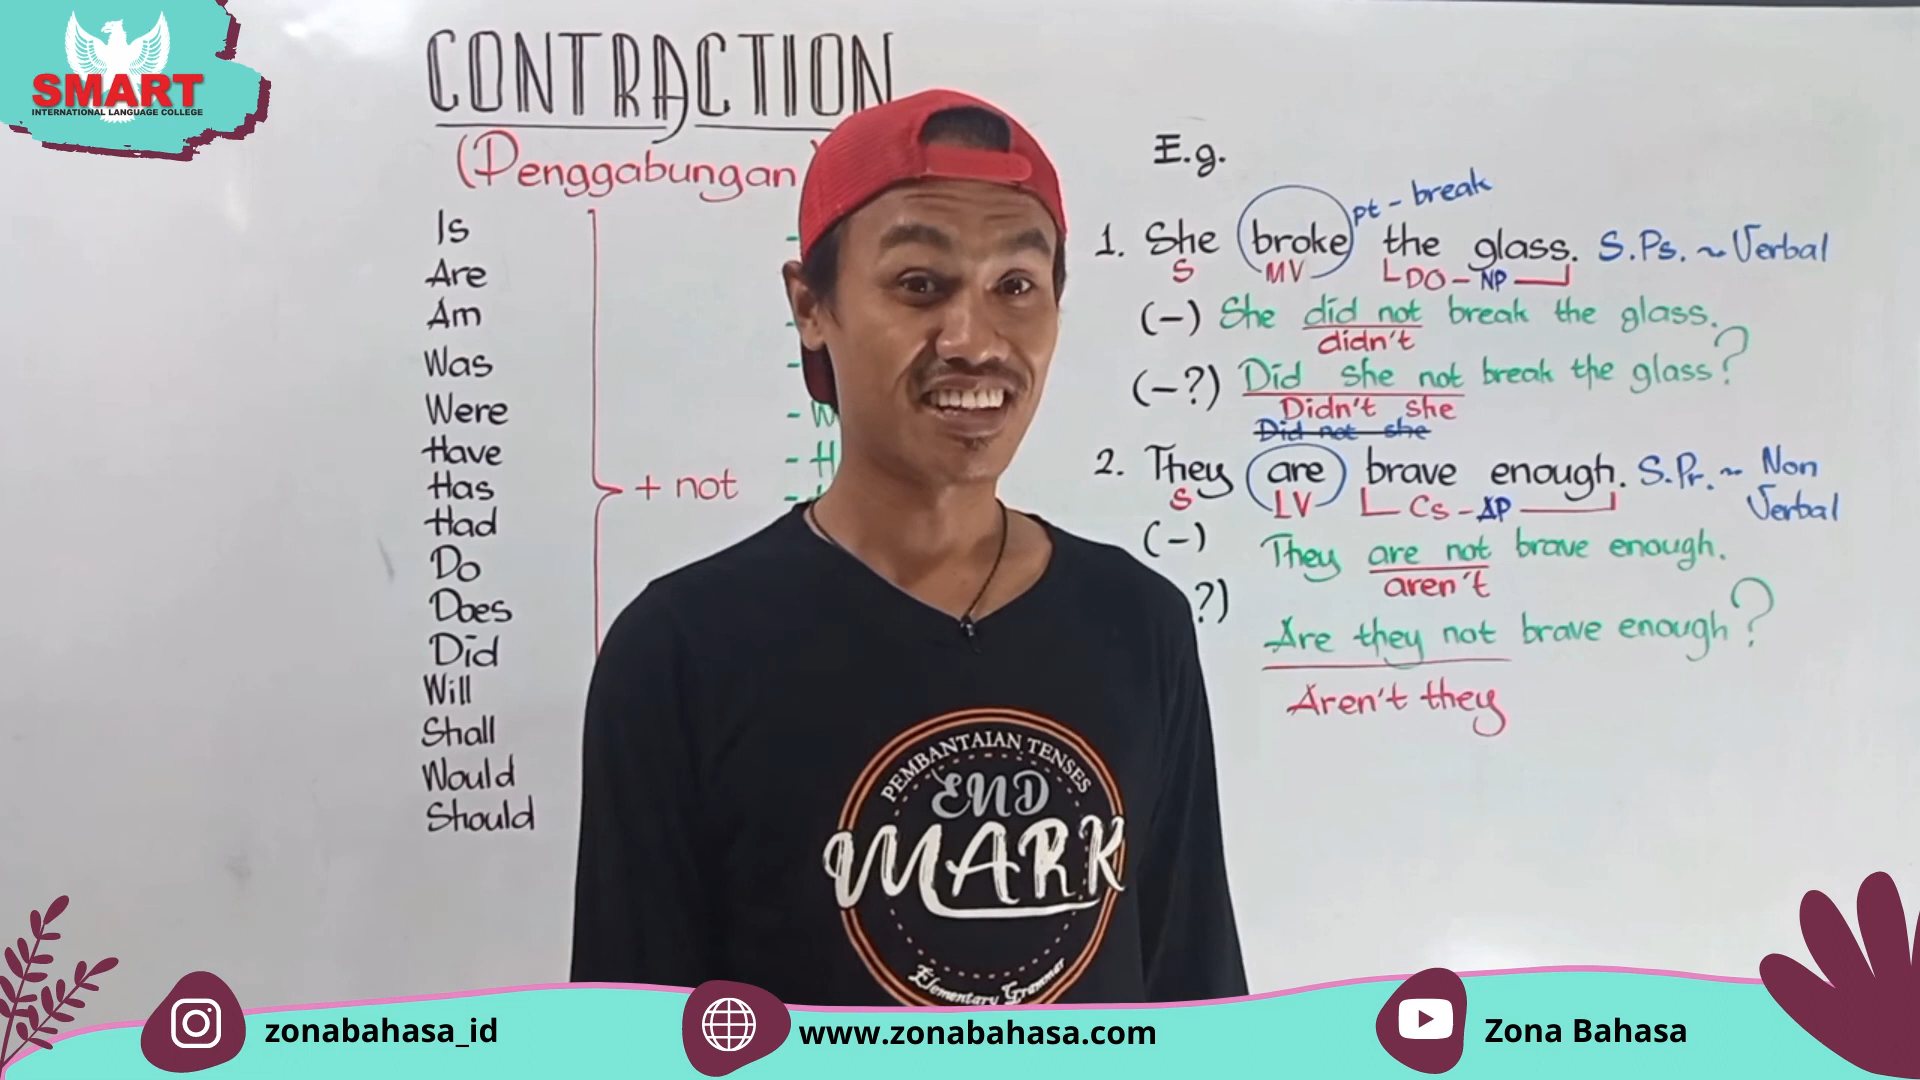 SMART
INTERNATIONAL LANGUAGE COLLEGE
CONTRACTION
(Penggabungan)
Is
Are
Am
Was
Were
Have
Has
Had
Do
Does
Did
Will
Shall
Would
Should
+ not
-
-
-
- W
- H
-
E.g.
pt - break
1. She broke the glass. S.Ps. ~ Verbal
S MV DO - NP
(-) She did not break the glass.
didn't
(-?) Did she not break the glass?
Didn't she
Did not she
2. They are brave enough. S.Pr. ~ Non Verbal
S LV Cs - AP
(-) They are not brave enough.
aren't
?) Are they not brave enough?
Aren't they
PEMBANTAIAN TENSES
END
MARK
Elementary Grammar
zonabahasa_id
www.zonabahasa.com
Zona Bahasa